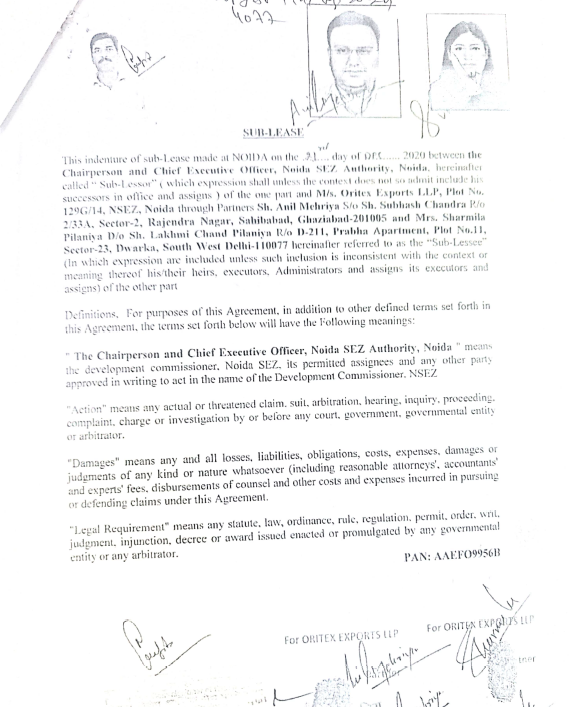 4077
SUB-LEASE
This indenture of sub-Lease made at NOIDA on the .21.... day of DEC...... 2020 between the
Chairperson and Chief Executive Officer, Noida SEZ Authority, Noida, hereinafter
called " Sub-Lessor" ( which expression shall unless the context does not so admit include his
successors in office and assigns ) of the one part and M/s. Oritex Exports LLP, Plot No.
129G/14, NSEZ, Noida through Partners Sh. Anil Mehriya S/o Sh. Subhash Chandra R/o
2/33A, Sector-2, Rajendra Nagar, Sahibabad, Ghaziabad-201005 and Mrs. Sharmila
Pilaniya D/o Sh. Lakhmi Chand Pilaniya R/o D-211, Prabha Apartment, Plot No.11,
Sector-23, Dwarka, South West Delhi-110077 hereinafter referred to as the "Sub-Lessee"
(In which expression are included unless such inclusion is inconsistent with the context or
meaning thereof his/their heirs, executors, Administrators and assigns its executors and
assigns) of the other part
Definitions. For purposes of this Agreement, in addition to other defined terms set forth in
this Agreement, the terms set forth below will have the Following meanings:
" The Chairperson and Chief Executive Officer, Noida SEZ Authority, Noida " means
the development commissioner, Noida SEZ, its permitted assignees and any other party
approved in writing to act in the name of the Development Commissioner, NSEZ
"Action" means any actual or threatened claim, suit, arbitration, hearing, inquiry, proceeding,
complaint, charge or investigation by or before any court, government, governmental entity
or arbitrator.
"Damages" means any and all losses, liabilities, obligations, costs, expenses, damages or
judgments of any kind or nature whatsoever (including reasonable attorneys', accountants'
and experts' fees, disbursements of counsel and other costs and expenses incurred in pursuing
or defending claims under this Agreement.
"Legal Requirement" means any statute, law, ordinance, rule, regulation, permit, order, writ,
judgment, injunction, decree or award issued enacted or promulgated by any governmental
entity or any arbitrator.
PAN: AAEFO9956B
For ORITEX EXPORTS LLP
For ORITEX EXPORTS LLP